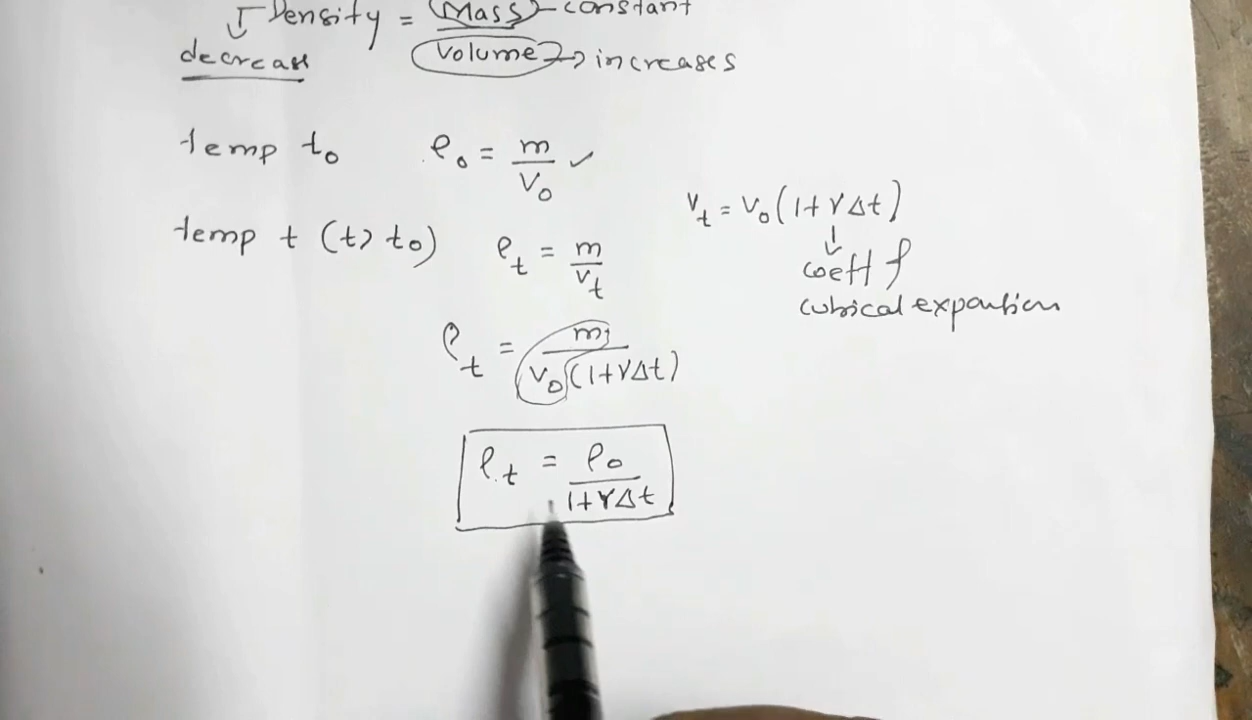 Density = Mass → constant
decrease Volume → increases
temp t₀ ρ₀ = m/V₀ ✓
temp t (t > t₀) ρₜ = m/Vₜ
Vₜ = V₀(1+γΔt)
↓
coeff of
cubical expansion
ρₜ = m/V₀(1+γΔt)
ρₜ = ρ₀/1+γΔt